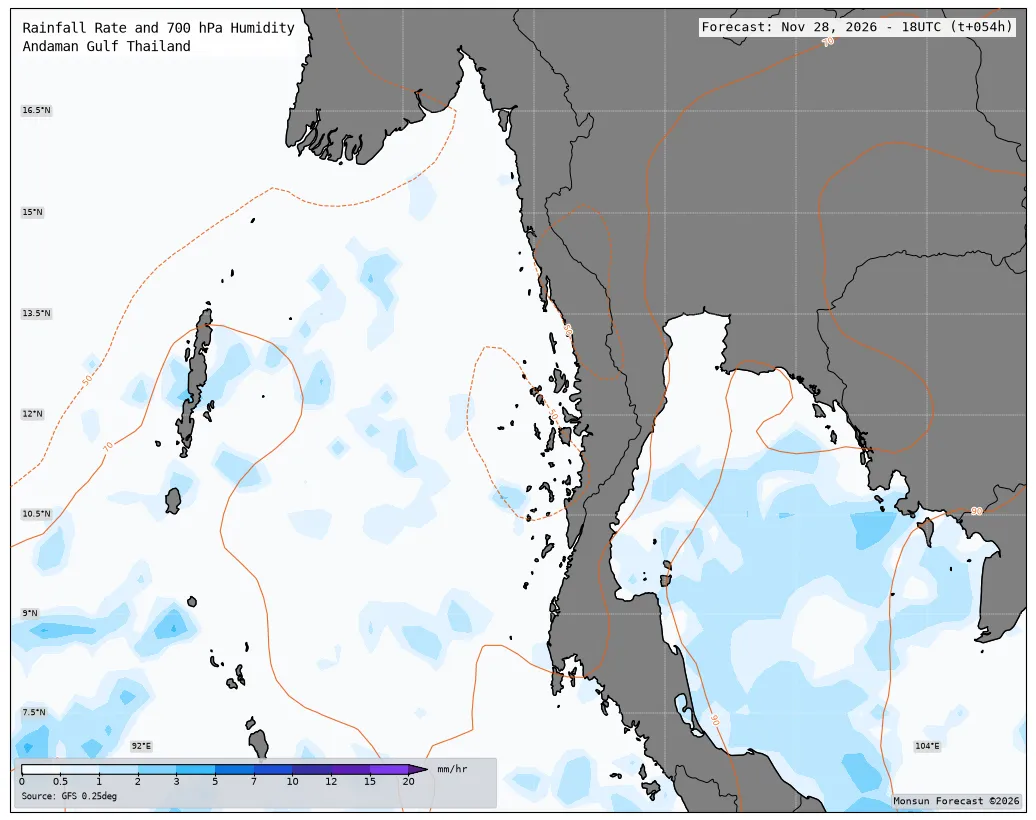 Rainfall Rate and 700 hPa Humidity
Andaman Gulf Thailand
Forecast: Nov 28, 2026 - 18UTC (t+054h)
70
16.5°N
15°N
13.5°N
50
50
12°N
50
70
10.5°N
90
9°N
7.5°N
90
92°E
104°E
mm/hr
0 0.5 1 2 3 5 7 10 12 15 20
Source: GFS 0.25deg
Monsun Forecast ©2026